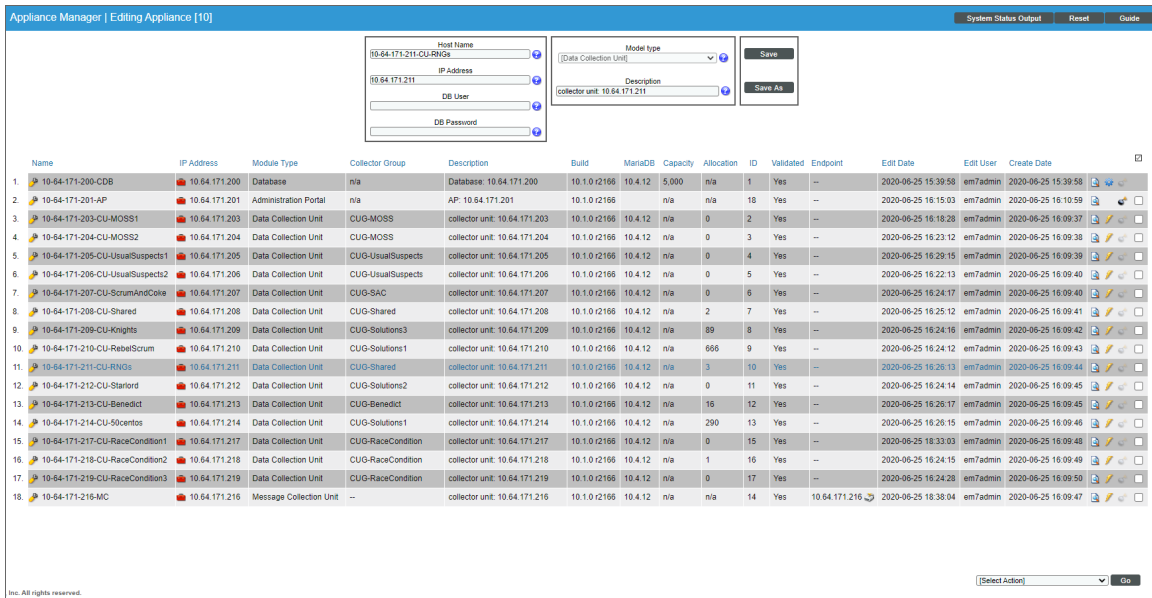 Appliance Manager | Editing Appliance [10] System Status Output Reset Guide
Host Name
10-64-171-211-CU-RNGs
IP Address
10.64.171.211
DB User
DB Password
Model type
[Data Collection Unit]
Description
collector unit: 10.64.171.211
Save
Save As
Name IP Address Module Type Collector Group Description Build MariaDB Capacity Allocation ID Validated Endpoint Edit Date Edit User Create Date
1. 10-64-171-200-CDB 10.64.171.200 Database n/a Database: 10.64.171.200 10.1.0 r2166 10.4.12 5,000 n/a 1 Yes -- 2020-06-25 15:39:58 em7admin 2020-06-25 15:39:58
2. 10-64-171-201-AP 10.64.171.201 Administration Portal n/a AP: 10.64.171.201 10.1.0 r2166 n/a n/a 18 Yes -- 2020-06-25 16:15:03 em7admin 2020-06-25 16:10:59
3. 10-64-171-203-CU-MOSS1 10.64.171.203 Data Collection Unit CUG-MOSS collector unit: 10.64.171.203 10.1.0 r2166 10.4.12 n/a 0 2 Yes -- 2020-06-25 16:18:28 em7admin 2020-06-25 16:09:37
4. 10-64-171-204-CU-MOSS2 10.64.171.204 Data Collection Unit CUG-MOSS collector unit: 10.64.171.204 10.1.0 r2166 10.4.12 n/a 0 3 Yes -- 2020-06-25 16:23:12 em7admin 2020-06-25 16:09:38
5. 10-64-171-205-CU-UsualSuspects1 10.64.171.205 Data Collection Unit CUG-UsualSuspects collector unit: 10.64.171.205 10.1.0 r2166 10.4.12 n/a 0 4 Yes -- 2020-06-25 16:29:15 em7admin 2020-06-25 16:09:39
6. 10-64-171-206-CU-UsualSuspects2 10.64.171.206 Data Collection Unit CUG-UsualSuspects collector unit: 10.64.171.206 10.1.0 r2166 10.4.12 n/a 0 5 Yes -- 2020-06-25 16:22:13 em7admin 2020-06-25 16:09:40
7. 10-64-171-207-CU-ScrumAndCoke 10.64.171.207 Data Collection Unit CUG-SAC collector unit: 10.64.171.207 10.1.0 r2166 10.4.12 n/a 0 6 Yes -- 2020-06-25 16:24:17 em7admin 2020-06-25 16:09:40
8. 10-64-171-208-CU-Shared 10.64.171.208 Data Collection Unit CUG-Shared collector unit: 10.64.171.208 10.1.0 r2166 10.4.12 n/a 2 7 Yes -- 2020-06-25 16:25:12 em7admin 2020-06-25 16:09:41
9. 10-64-171-209-CU-Knights 10.64.171.209 Data Collection Unit CUG-Solutions3 collector unit: 10.64.171.209 10.1.0 r2166 10.4.12 n/a 89 8 Yes -- 2020-06-25 16:24:16 em7admin 2020-06-25 16:09:42
10. 10-64-171-210-CU-RebelScrum 10.64.171.210 Data Collection Unit CUG-Solutions1 collector unit: 10.64.171.210 10.1.0 r2166 10.4.12 n/a 666 9 Yes -- 2020-06-25 16:24:12 em7admin 2020-06-25 16:09:43
11. 10-64-171-211-CU-RNGs 10.64.171.211 Data Collection Unit CUG-Shared collector unit: 10.64.171.211 10.1.0 r2166 10.4.12 n/a 3 10 Yes -- 2020-06-25 16:26:13 em7admin 2020-06-25 16:09:44
12. 10-64-171-212-CU-Starlord 10.64.171.212 Data Collection Unit CUG-Solutions2 collector unit: 10.64.171.212 10.1.0 r2166 10.4.12 n/a 0 11 Yes -- 2020-06-25 16:24:14 em7admin 2020-06-25 16:09:45
13. 10-64-171-213-CU-Benedict 10.64.171.213 Data Collection Unit CUG-Benedict collector unit: 10.64.171.213 10.1.0 r2166 10.4.12 n/a 16 12 Yes -- 2020-06-25 16:26:17 em7admin 2020-06-25 16:09:45
14. 10-64-171-214-CU-50centos 10.64.171.214 Data Collection Unit CUG-Solutions1 collector unit: 10.64.171.214 10.1.0 r2166 10.4.12 n/a 290 13 Yes -- 2020-06-25 16:26:15 em7admin 2020-06-25 16:09:46
15. 10-64-171-217-CU-RaceCondition1 10.64.171.217 Data Collection Unit CUG-RaceCondition collector unit: 10.64.171.217 10.1.0 r2166 10.4.12 n/a 0 15 Yes -- 2020-06-25 18:33:03 em7admin 2020-06-25 16:09:48
16. 10-64-171-218-CU-RaceCondition2 10.64.171.218 Data Collection Unit CUG-RaceCondition collector unit: 10.64.171.218 10.1.0 r2166 10.4.12 n/a 1 16 Yes -- 2020-06-25 16:24:15 em7admin 2020-06-25 16:09:49
17. 10-64-171-219-CU-RaceCondition3 10.64.171.219 Data Collection Unit CUG-RaceCondition collector unit: 10.64.171.219 10.1.0 r2166 10.4.12 n/a 0 17 Yes -- 2020-06-25 16:24:28 em7admin 2020-06-25 16:09:50
18. 10-64-171-216-MC 10.64.171.216 Message Collection Unit -- collector unit: 10.64.171.216 10.1.0 r2166 10.4.12 n/a n/a 14 Yes 10.64.171.216 2020-06-25 18:38:04 em7admin 2020-06-25 16:09:47
[Select Action] Go
Inc. All rights reserved.